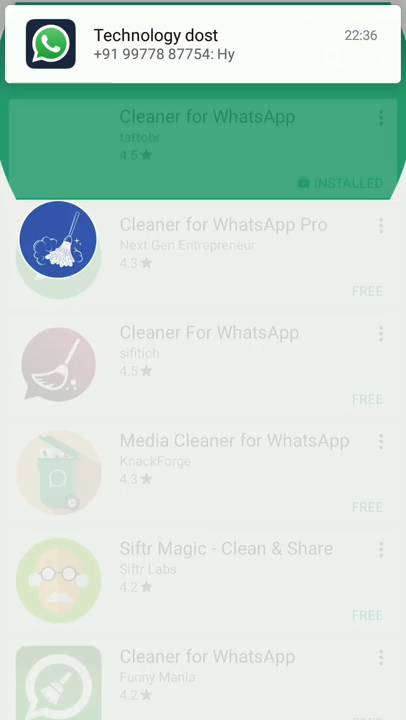 Technology dost
22:36
+91 99778 87754: Hy
Cleaner for WhatsApp
tattobr
4.5
INSTALLED
Cleaner for WhatsApp Pro
Next Gen Entrepreneur
4.3
FREE
Cleaner For WhatsApp
sifitich
4.5
FREE
Media Cleaner for WhatsApp
KnackForge
4.3
FREE
Siftr Magic - Clean & Share
Siftr Labs
4.2
FREE
Cleaner for WhatsApp
Funny Mania
4.2